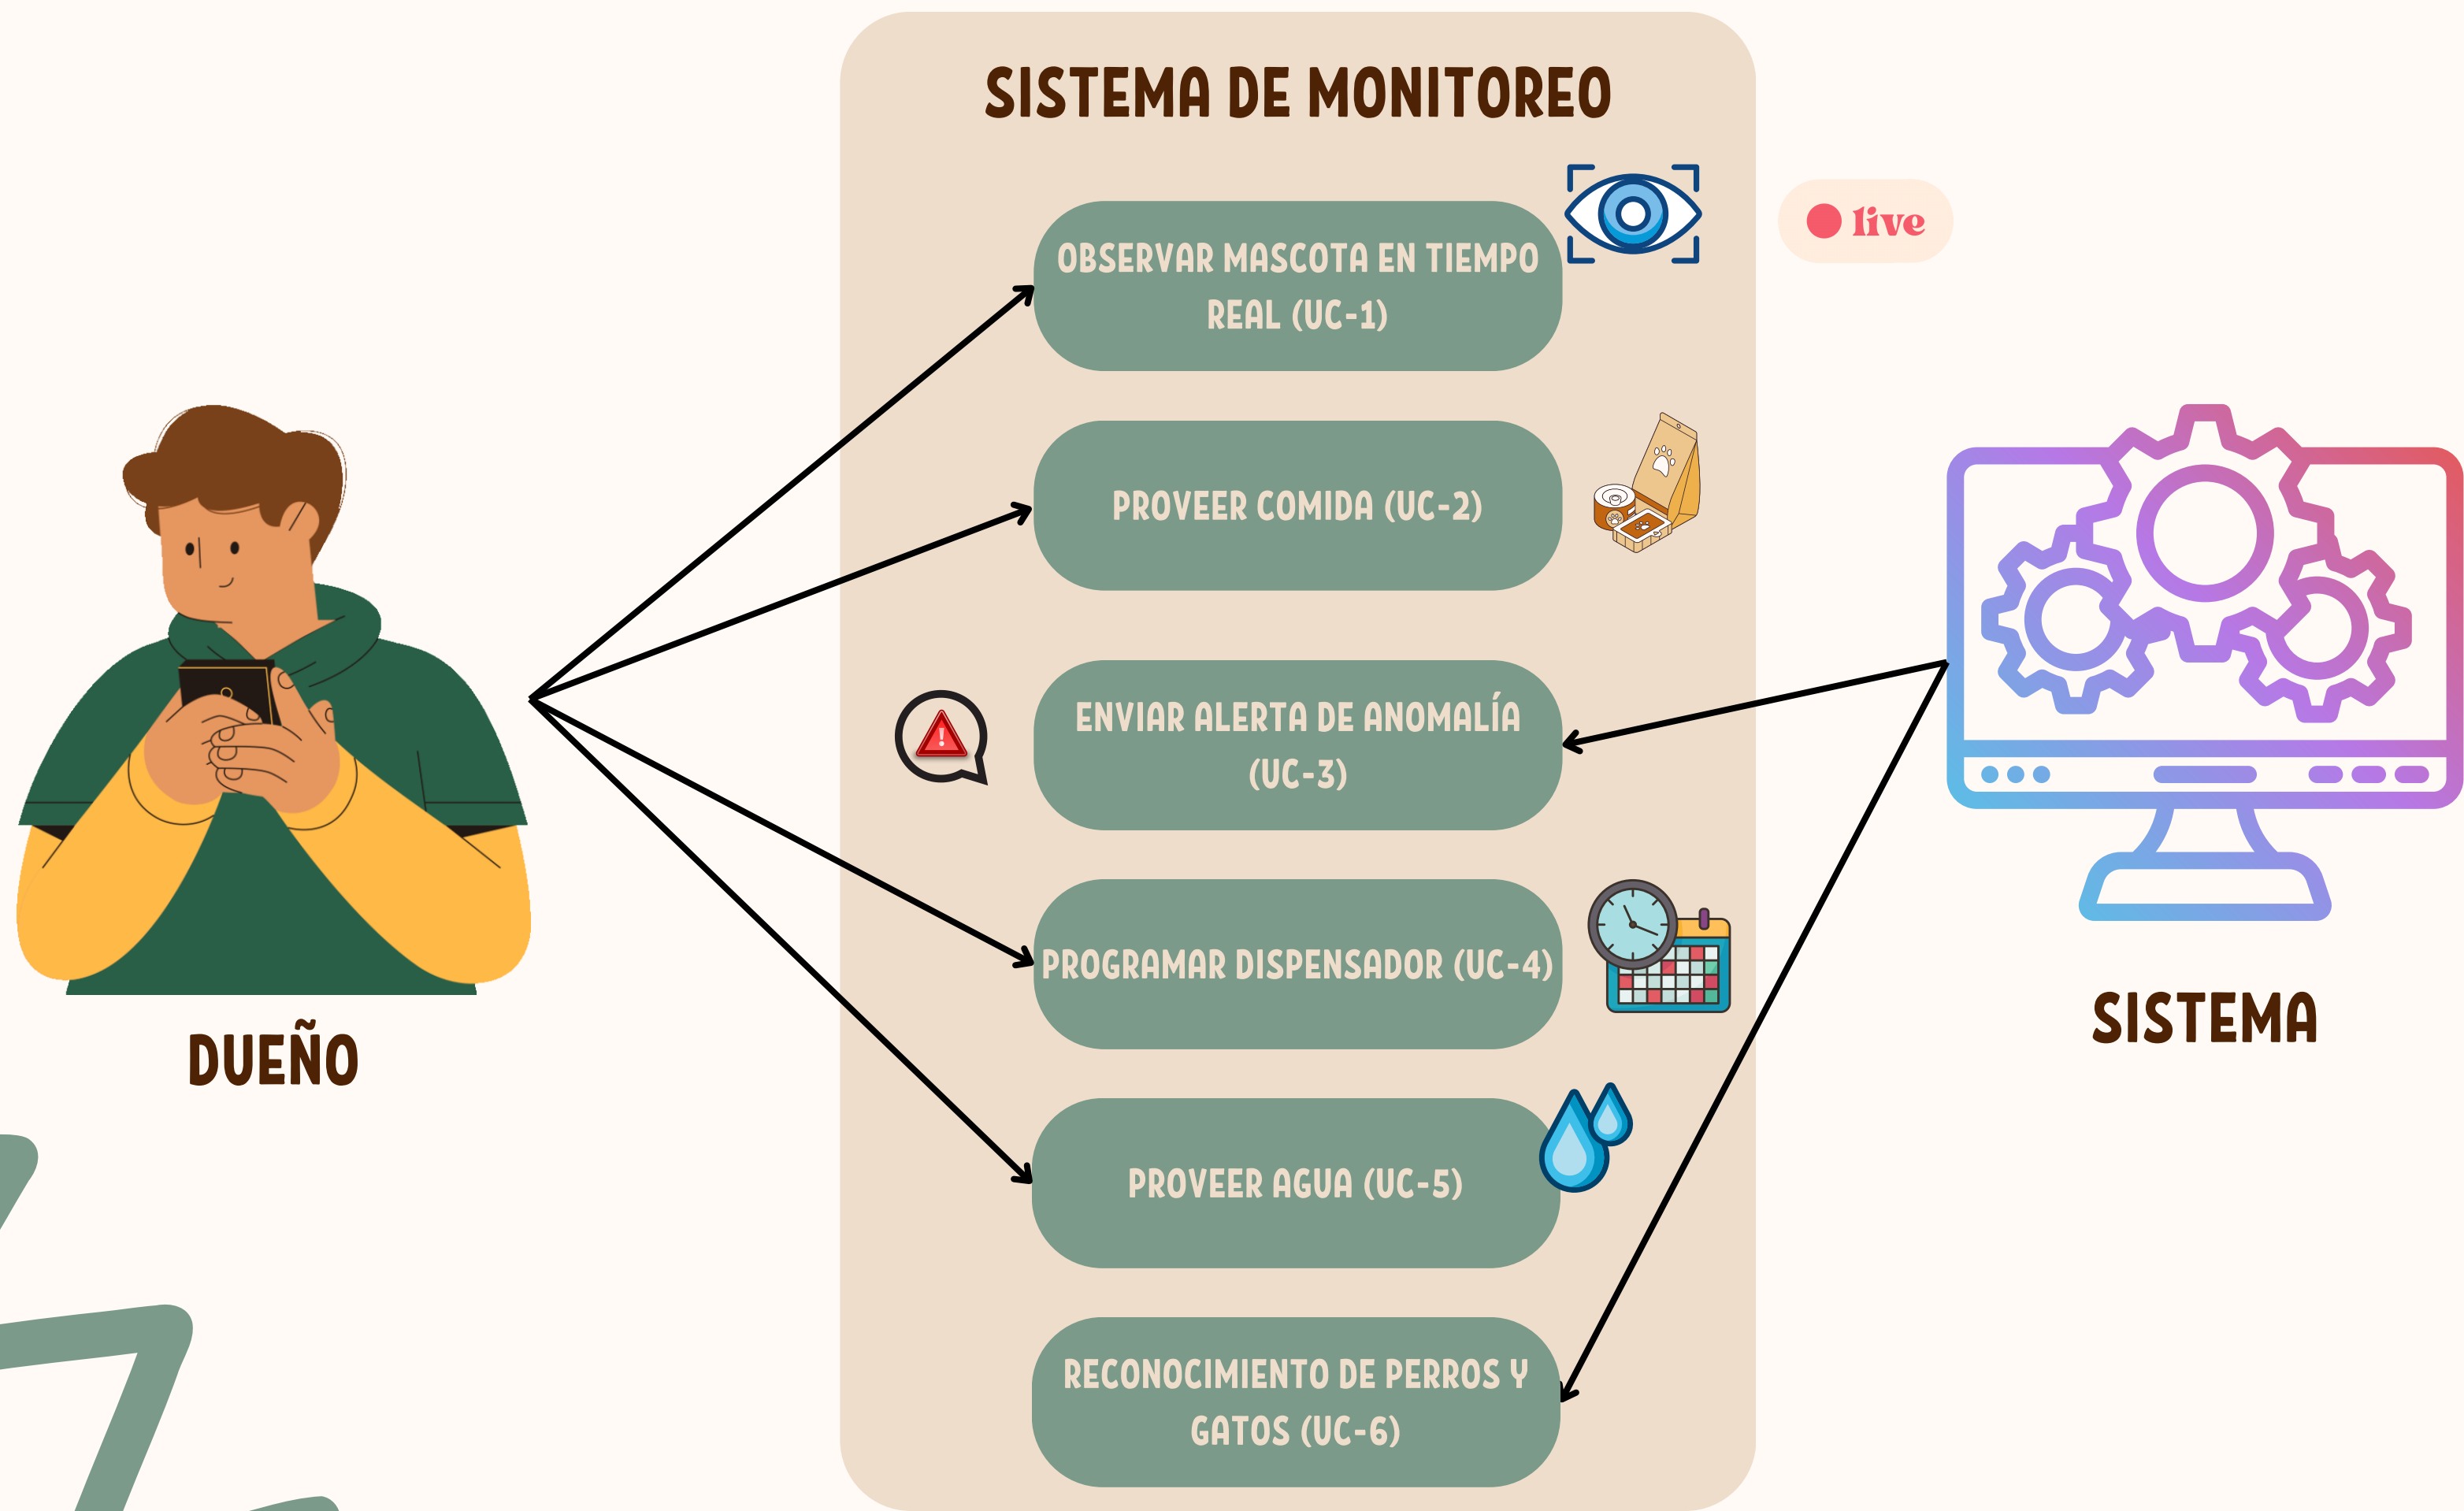 SISTEMA DE MONITOREO
live
OBSERVAR MASCOTA EN TIEMPO
REAL (UC-1)
PROVEER COMIDA (UC-2)
ENVIAR ALERTA DE ANOMALÍA
(UC-3)
PROGRAMAR DISPENSADOR (UC-4)
PROVEER AGUA (UC-5)
RECONOCIMIENTO DE PERROS Y
GATOS (UC-6)
DUEÑO
SISTEMA